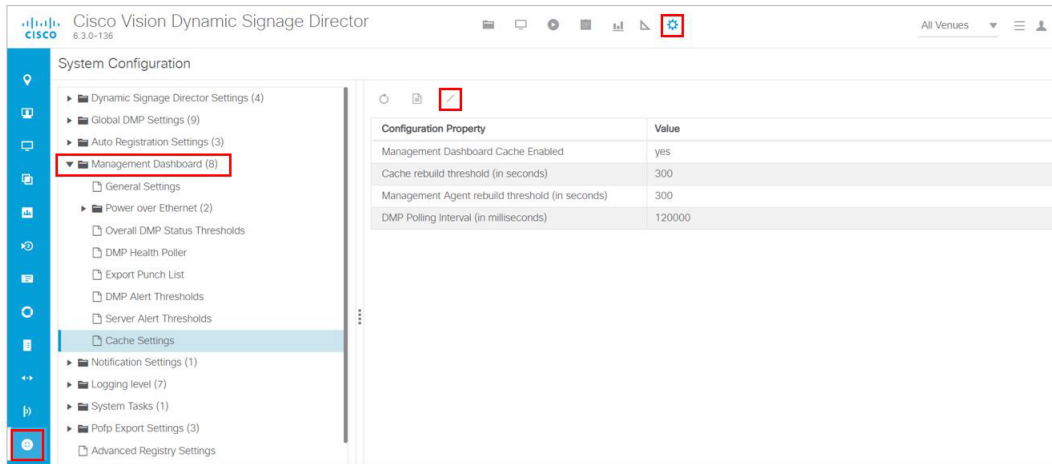 CISCO
Cisco Vision Dynamic Signage Director
6.3.0-136
All Venues
System Configuration
Dynamic Signage Director Settings (4)
Global DMP Settings (9)
Auto Registration Settings (3)
Management Dashboard (8)
General Settings
Power over Ethernet (2)
Overall DMP Status Thresholds
DMP Health Poller
Export Punch List
DMP Alert Thresholds
Server Alert Thresholds
Cache Settings
Notification Settings (1)
Logging level (7)
System Tasks (1)
Pofp Export Settings (3)
Advanced Registry Settings
Configuration Property Value
Management Dashboard Cache Enabled yes
Cache rebuild threshold (in seconds) 300
Management Agent rebuild threshold (in seconds) 300
DMP Polling Interval (in milliseconds) 120000